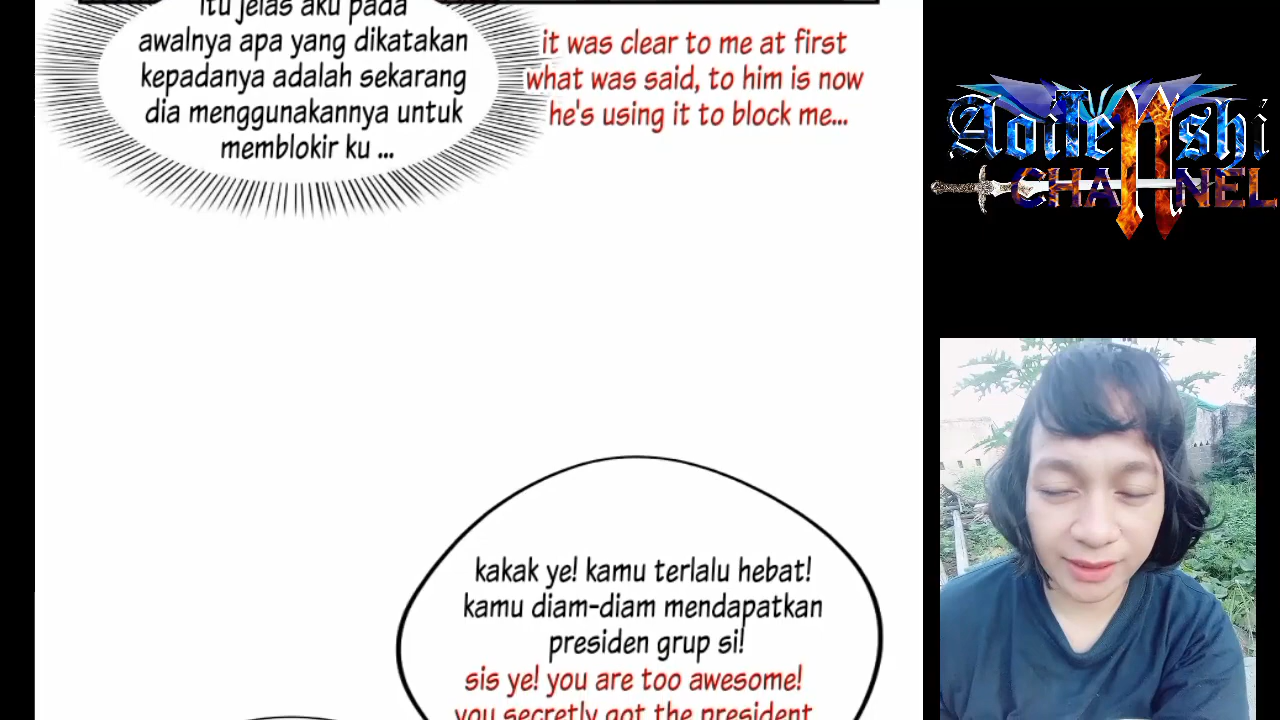 itu jelas aku pada
awalnya apa yang dikatakan
kepadanya adalah sekarang
dia menggunakannya untuk
memblokir ku ...
it was clear to me at first
what was said, to him is now
he's using it to block me...
kakak ye! kamu terlalu hebat!
kamu diam-diam mendapatkan
presiden grup si!
sis ye! you are too awesome!
you secretly got the president
AoiTenshi
CHANNEL